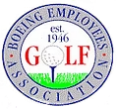 BOEING EMPLOYEES
est.
1946
GOLF
ASSOCIATION